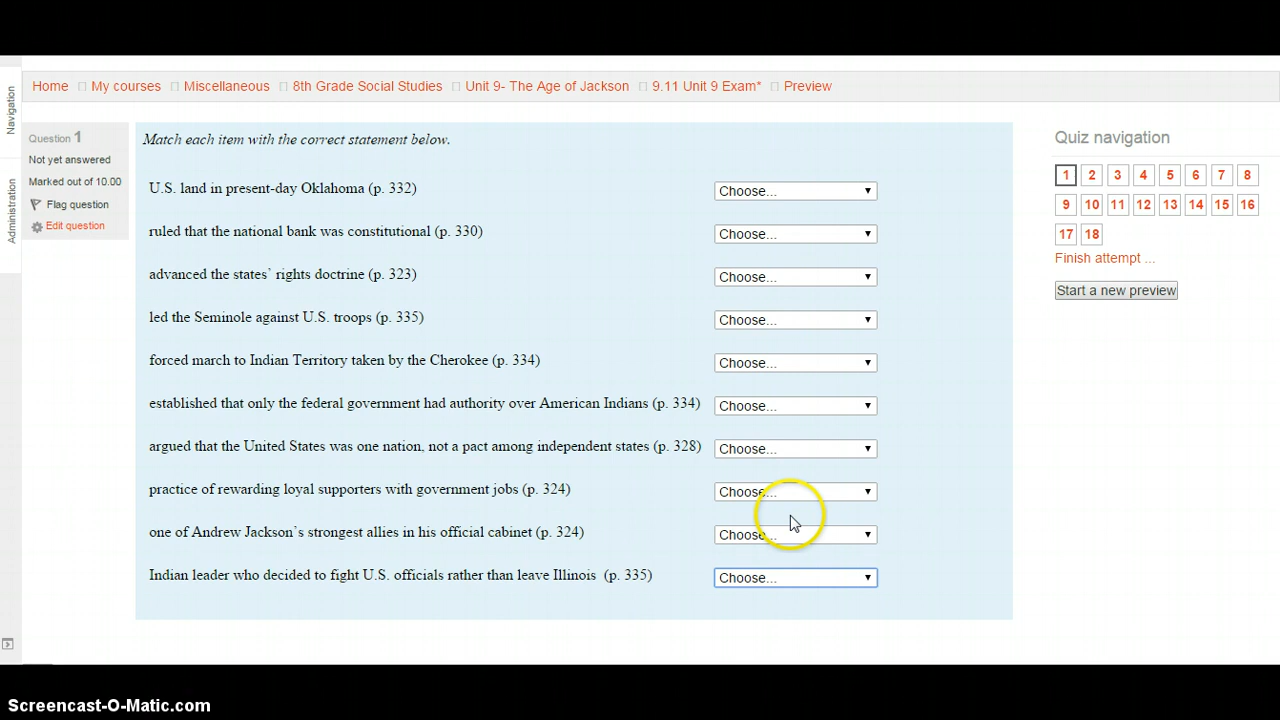 Home My courses Miscellaneous 8th Grade Social Studies Unit 9- The Age of Jackson 9.11 Unit 9 Exam* Preview
Navigation
Administration
Question 1
Not yet answered
Marked out of 10.00
Flag question
Edit question
Match each item with the correct statement below.
U.S. land in present-day Oklahoma (p. 332) Choose...
ruled that the national bank was constitutional (p. 330) Choose...
advanced the states' rights doctrine (p. 323) Choose...
led the Seminole against U.S. troops (p. 335) Choose...
forced march to Indian Territory taken by the Cherokee (p. 334) Choose...
established that only the federal government had authority over American Indians (p. 334) Choose...
argued that the United States was one nation, not a pact among independent states (p. 328) Choose...
practice of rewarding loyal supporters with government jobs (p. 324) Choose...
one of Andrew Jackson's strongest allies in his official cabinet (p. 324) Choose...
Indian leader who decided to fight U.S. officials rather than leave Illinois (p. 335) Choose...
Quiz navigation
1 2 3 4 5 6 7 8
9 10 11 12 13 14 15 16
17 18
Finish attempt ...
Start a new preview
Screencast-O-Matic.com